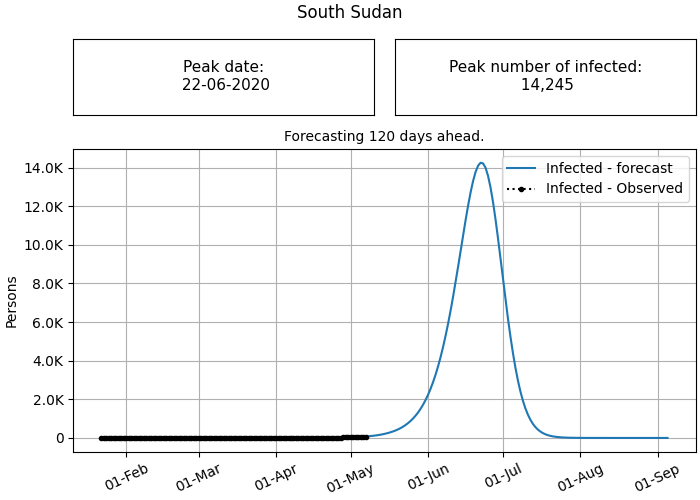 South Sudan
Peak date:
22-06-2020
Peak number of infected:
14,245
Forecasting 120 days ahead.
Infected - forecast
Infected - Observed
14.0K
12.0K
10.0K
8.0K
6.0K
4.0K
2.0K
0
Persons
01-Feb
01-Mar
01-Apr
01-May
01-Jun
01-Jul
01-Aug
01-Sep